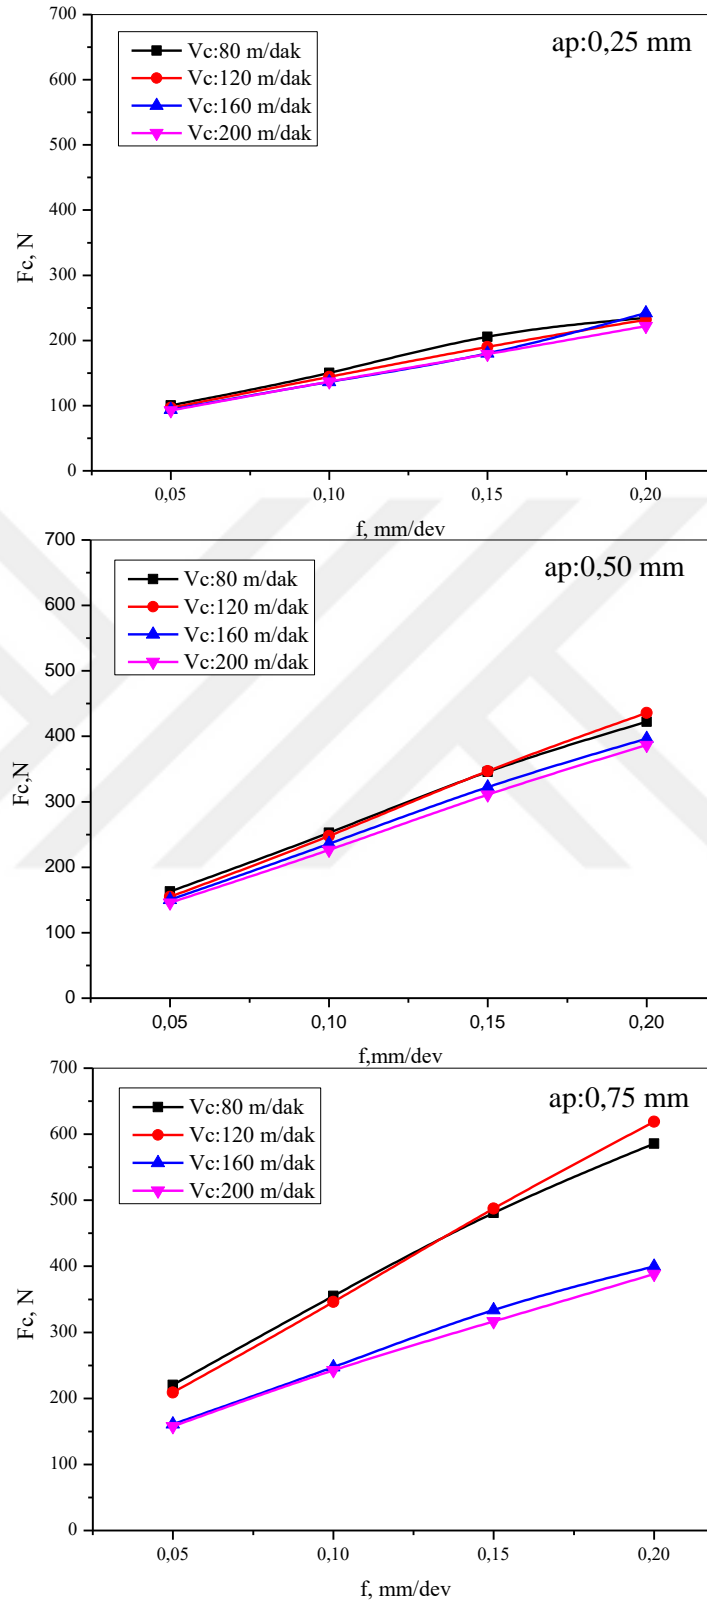 700
600
500
400
300
200
100
0
Fc, N
Vc:80 m/dak
Vc:120 m/dak
Vc:160 m/dak
Vc:200 m/dak
ap:0,25 mm
0,05 0,10 0,15 0,20
f, mm/dev
700
600
500
400
300
200
100
0
Fc,N
Vc:80 m/dak
Vc:120 m/dak
Vc:160 m/dak
Vc:200 m/dak
ap:0,50 mm
0,05 0,10 0,15 0,20
f,mm/dev
700
600
500
400
300
200
100
0
Fc, N
Vc:80 m/dak
Vc:120 m/dak
Vc:160 m/dak
Vc:200 m/dak
ap:0,75 mm
0,05 0,10 0,15 0,20
f, mm/dev